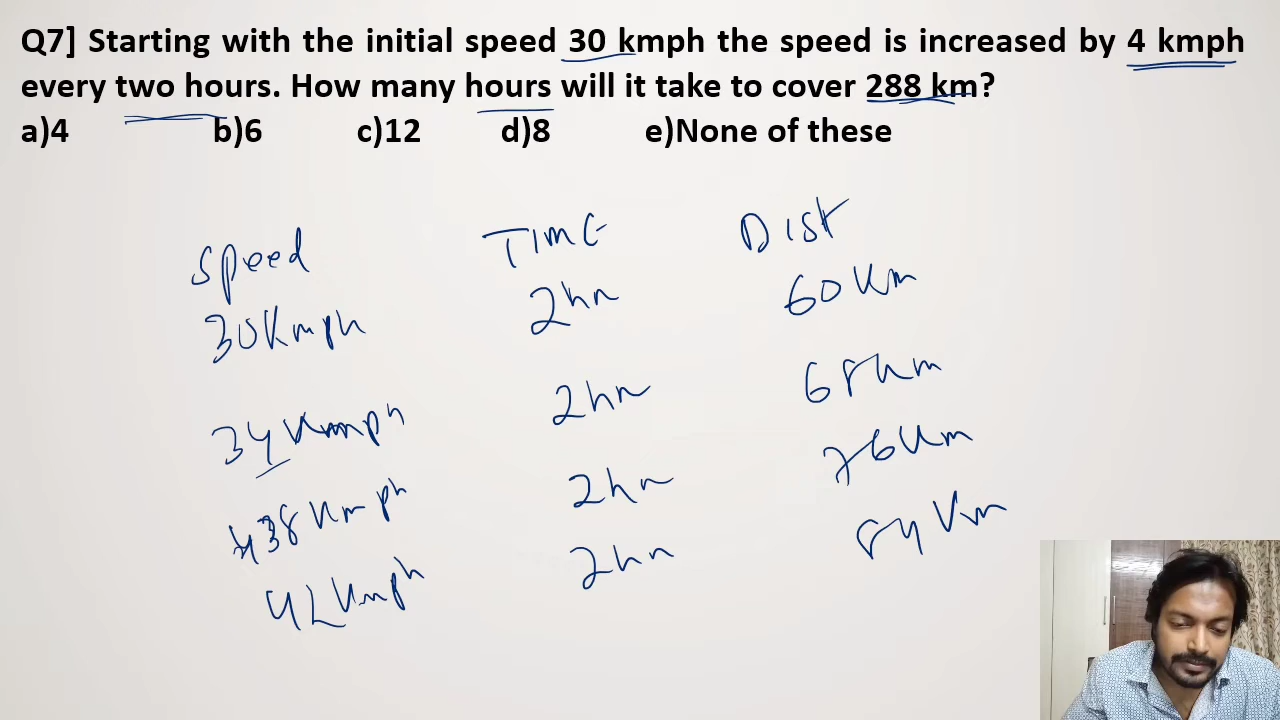 Q7] Starting with the initial speed 30 kmph the speed is increased by 4 kmph
every two hours. How many hours will it take to cover 288 km?
a)4 b)6 c)12 d)8 e)None of these
Speed Time Dist
30Kmph 2hr 60Km
34Kmph 2hr 68Km
38Kmph 2hr 76Km
42Kmph 2hr 84Km